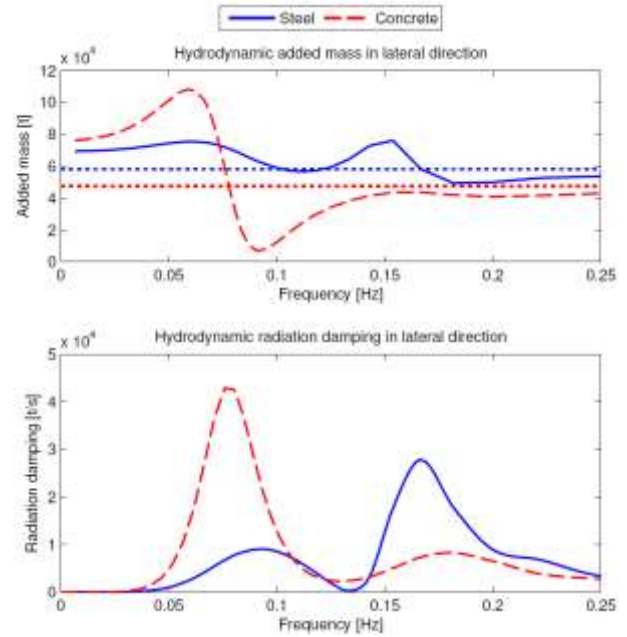 Steel Concrete
Hydrodynamic added mass in lateral direction
x 10⁴
12
10
8
6
4
2
0
Added mass [t]
0 0.05 0.1 0.15 0.2 0.25
Frequency [Hz]
Hydrodynamic radiation damping in lateral direction
x 10⁴
5
4
3
2
1
0
Radiation damping [t/s]
0 0.05 0.1 0.15 0.2 0.25
Frequency [Hz]